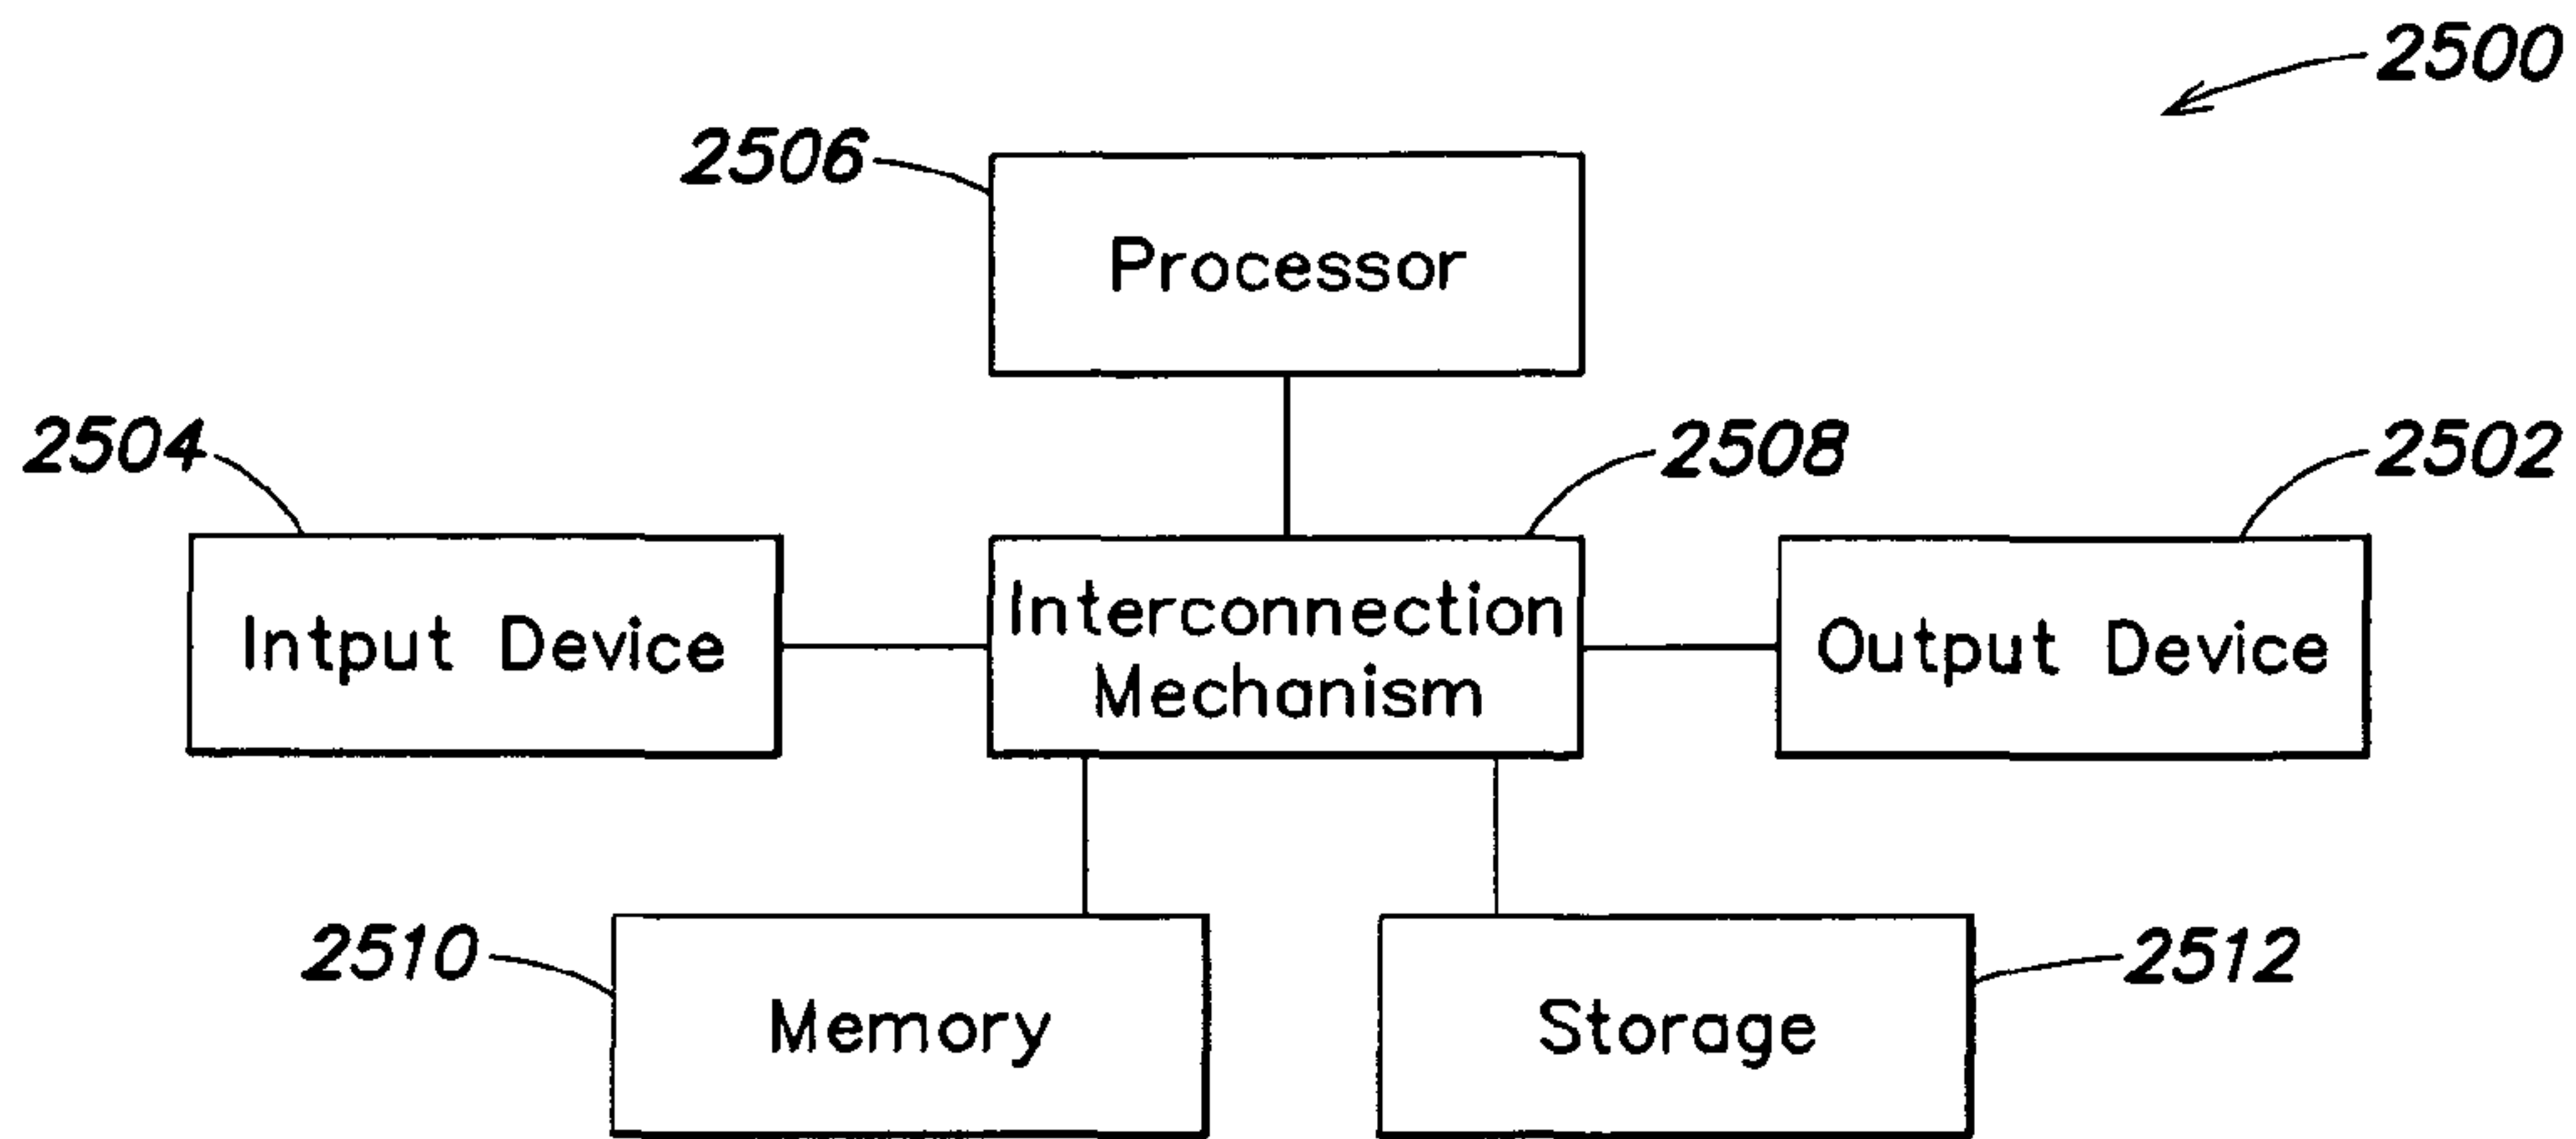 2500
2506
Processor
2504
2508
2502
Intput Device
Interconnection
Mechanism
Output Device
2510
2512
Memory
Storage